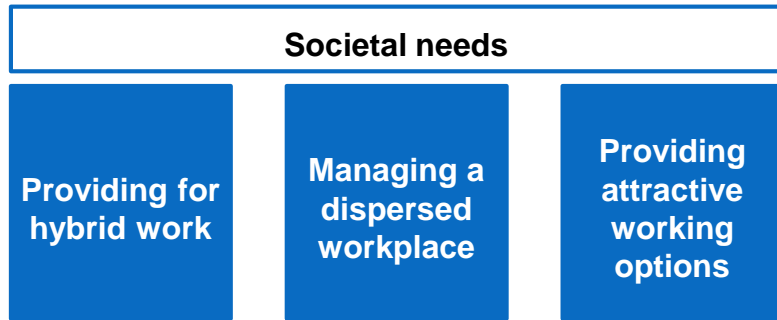 Societal needs
Providing for
hybrid work
Managing a
dispersed
workplace
Providing
attractive
working
options